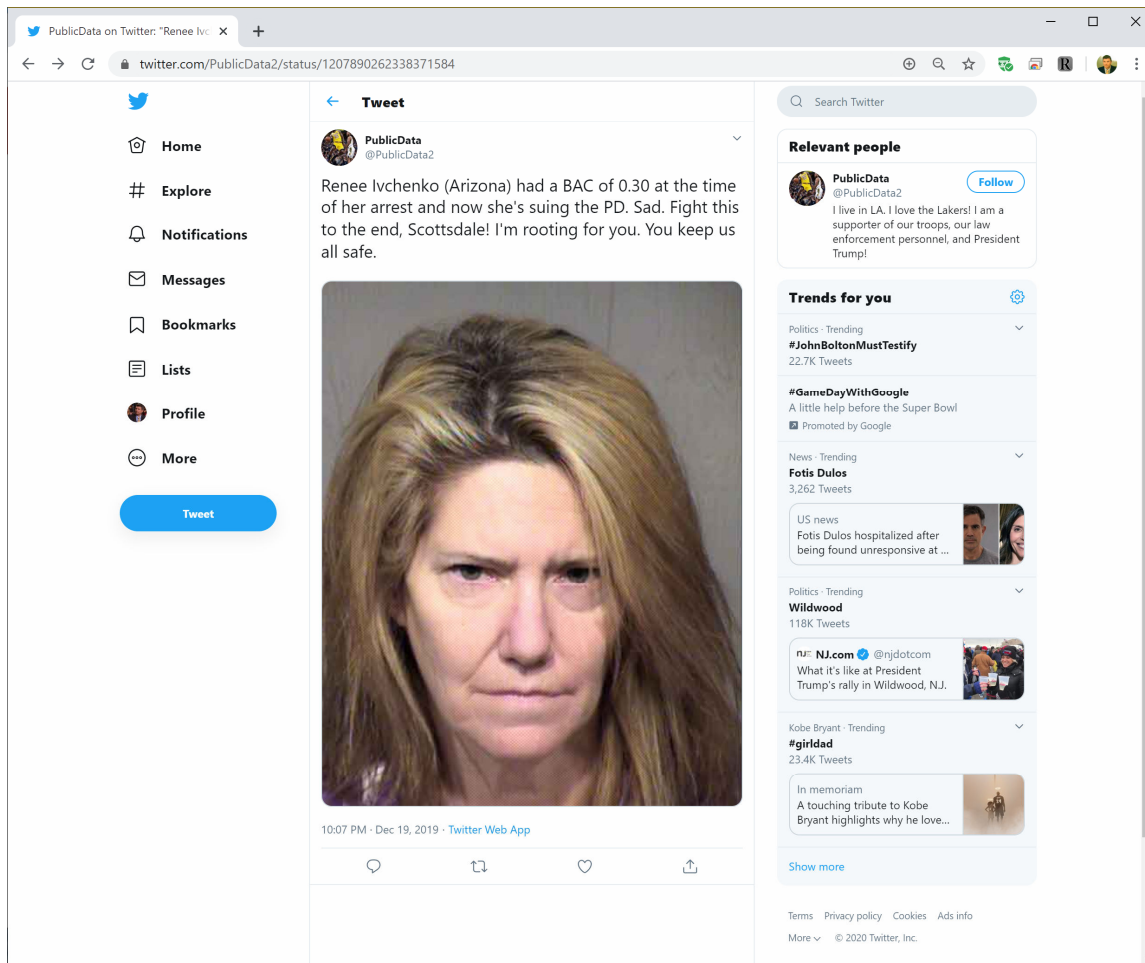 PublicData on Twitter: "Renee Ivc
twitter.com/PublicData2/status/1207890262338371584
Home
Explore
Notifications
Messages
Bookmarks
Lists
Profile
More
Tweet
Tweet
PublicData
@PublicData2
Renee Ivchenko (Arizona) had a BAC of 0.30 at the time
of her arrest and now she's suing the PD. Sad. Fight this
to the end, Scottsdale! I'm rooting for you. You keep us
all safe.
10:07 PM · Dec 19, 2019 · Twitter Web App
Search Twitter
Relevant people
PublicData
@PublicData2
Follow
I live in LA. I love the Lakers! I am a
supporter of our troops, our law
enforcement personnel, and President
Trump!
Trends for you
Politics · Trending
#JohnBoltonMustTestify
22.7K Tweets
#GameDayWithGoogle
A little help before the Super Bowl
Promoted by Google
News · Trending
Fotis Dulos
3,262 Tweets
US news
Fotis Dulos hospitalized after
being found unresponsive at ...
Politics · Trending
Wildwood
118K Tweets
NJ.com @njdotcom
What it's like at President
Trump's rally in Wildwood, N.J.
Kobe Bryant · Trending
#girldad
23.4K Tweets
In memoriam
A touching tribute to Kobe
Bryant highlights why he love...
Show more
Terms Privacy policy Cookies Ads info
More © 2020 Twitter, Inc.